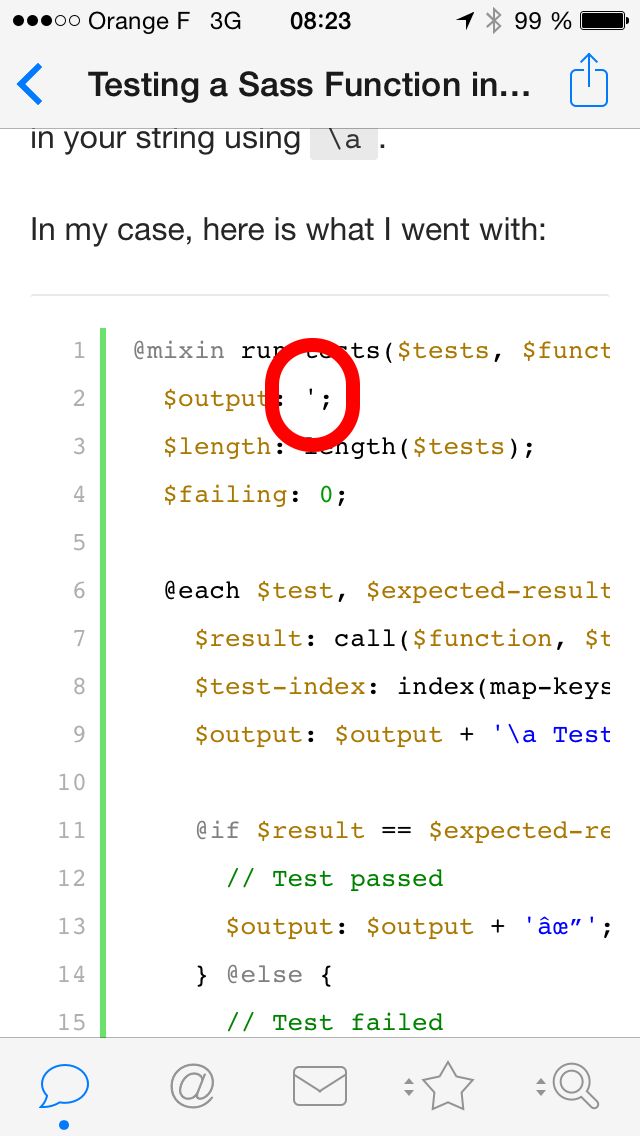 Orange F 3G 08:23 99 %
Testing a Sass Function in...
in your string using \a .
In my case, here is what I went with:
1 @mixin run-tests($tests, $funct
2 $output: ';
3 $length: length($tests);
4 $failing: 0;
5
6 @each $test, $expected-result
7 $result: call($function, $t
8 $test-index: index(map-keys
9 $output: $output + '\a Test
10
11 @if $result == $expected-re
12 // Test passed
13 $output: $output + 'âœ”';
14 } @else {
15 // Test failed
@